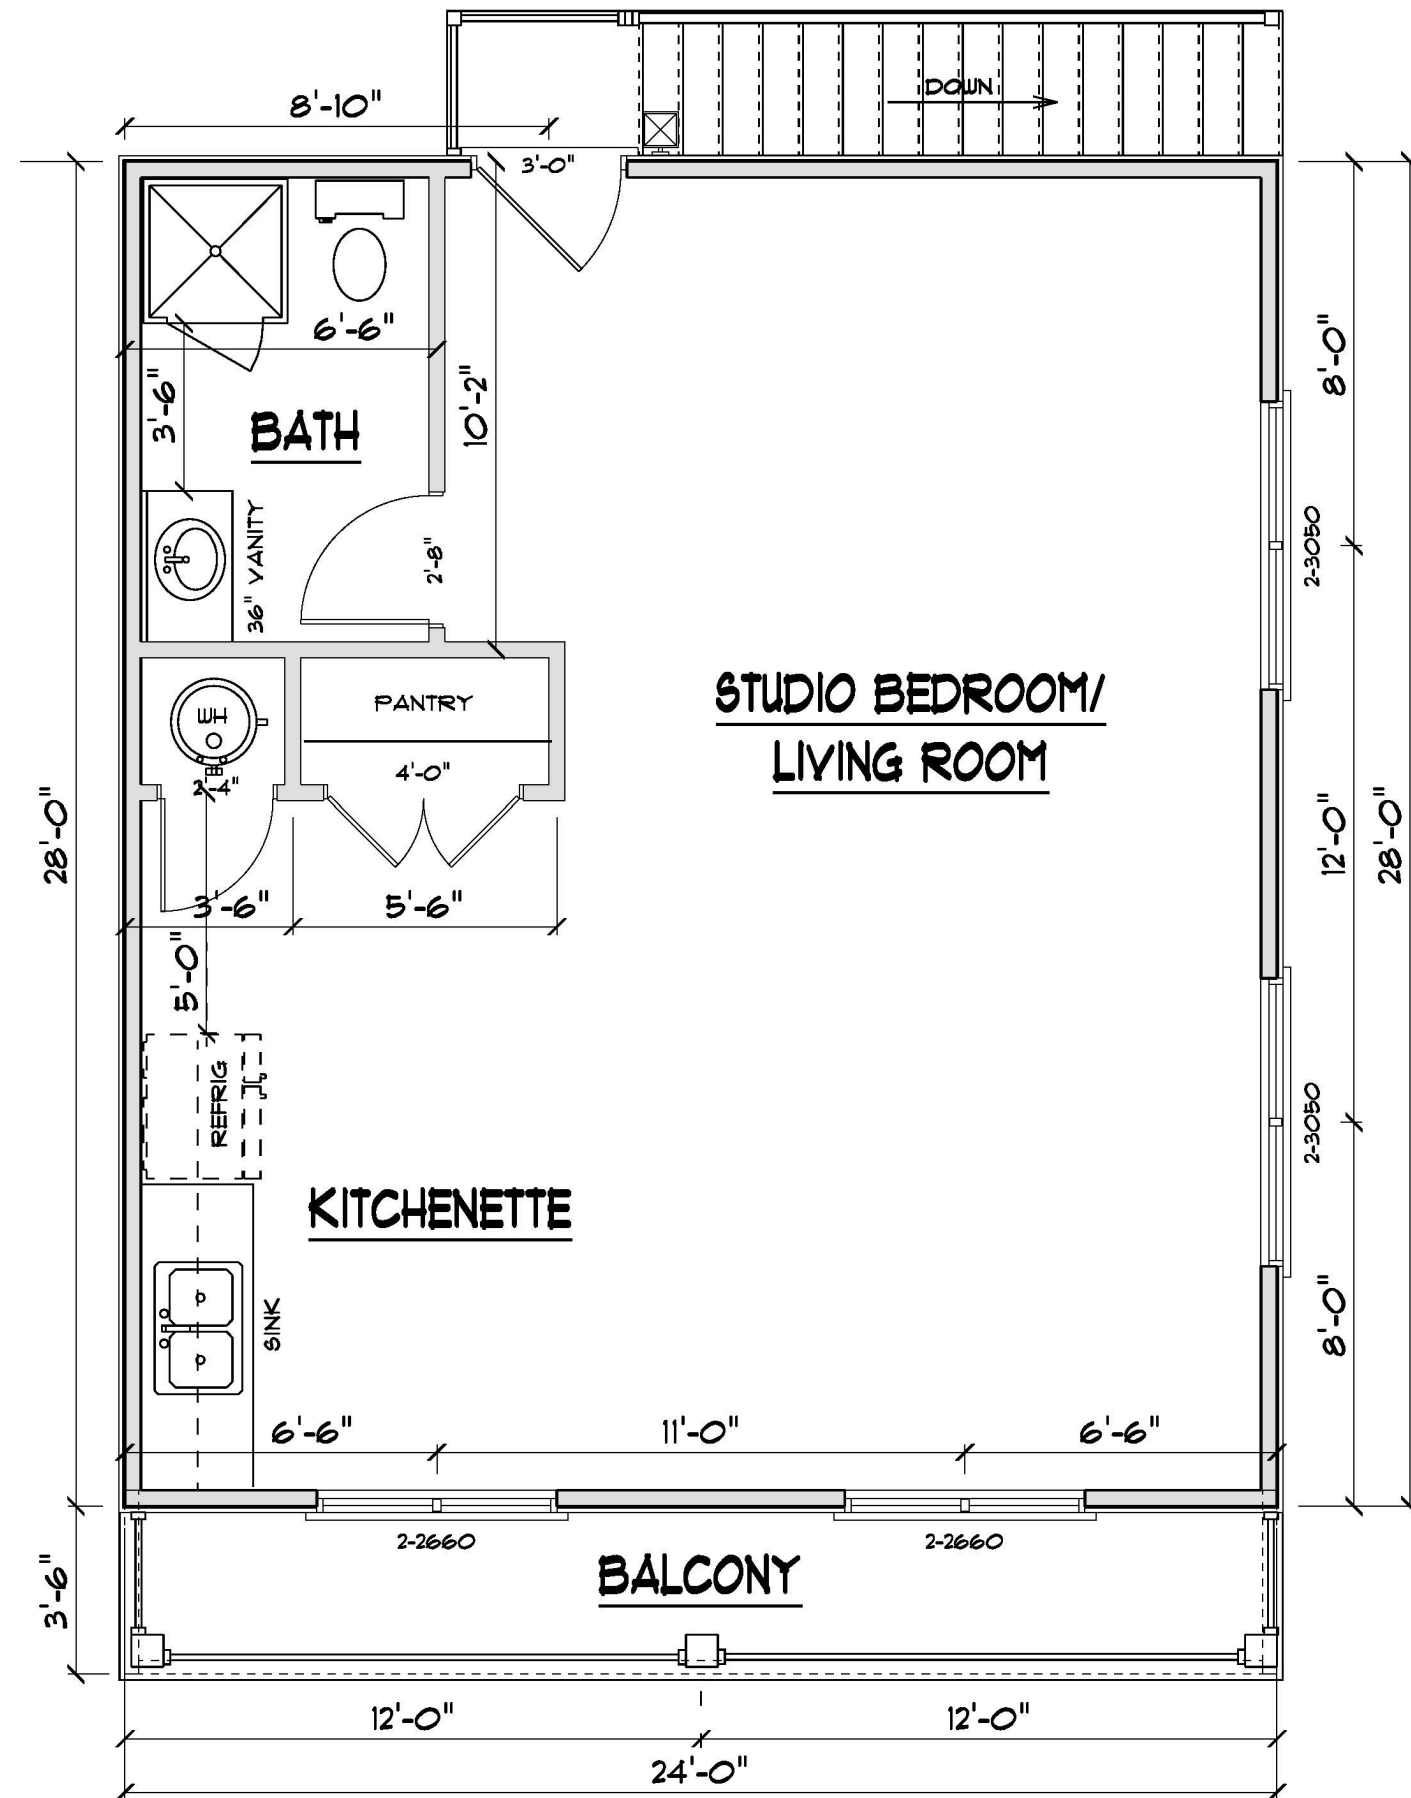 8'-10"
DOWN
3'-0"
6'-6"
3'-6"
BATH
10'-2"
8'-0"
36" VANITY
2'-8"
2-3050
STUDIO BEDROOM/
LIVING ROOM
PANTRY
WH
2'-4"
4'-0"
28'-0"
12'-0"
28'-0"
3'-6"
5'-6"
5'-0"
REFRIG
2-3050
KITCHENETTE
SINK
8'-0"
6'-6"
11'-0"
6'-6"
2-2660
2-2660
BALCONY
3'-6"
12'-0"
12'-0"
24'-0"